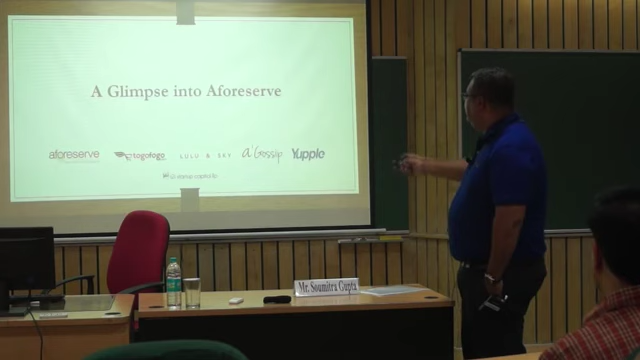 A Glimpse into Aforeserve
aforeserve togofogo LULU & SKY a'Gossip Yupple
Mr. Soumitra Gupta